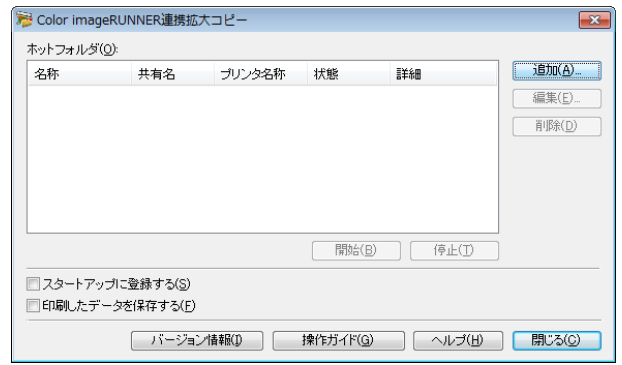 Color imageRUNNER連携拡大コピー
ホットフォルダ(O):
名称 共有名 プリンタ名称 状態 詳細
追加(A)...
編集(E)...
削除(D)
開始(B) 停止(T)
スタートアップに登録する(S)
印刷したデータを保存する(F)
バージョン情報(I) 操作ガイド(G) ヘルプ(H) 閉じる(C)